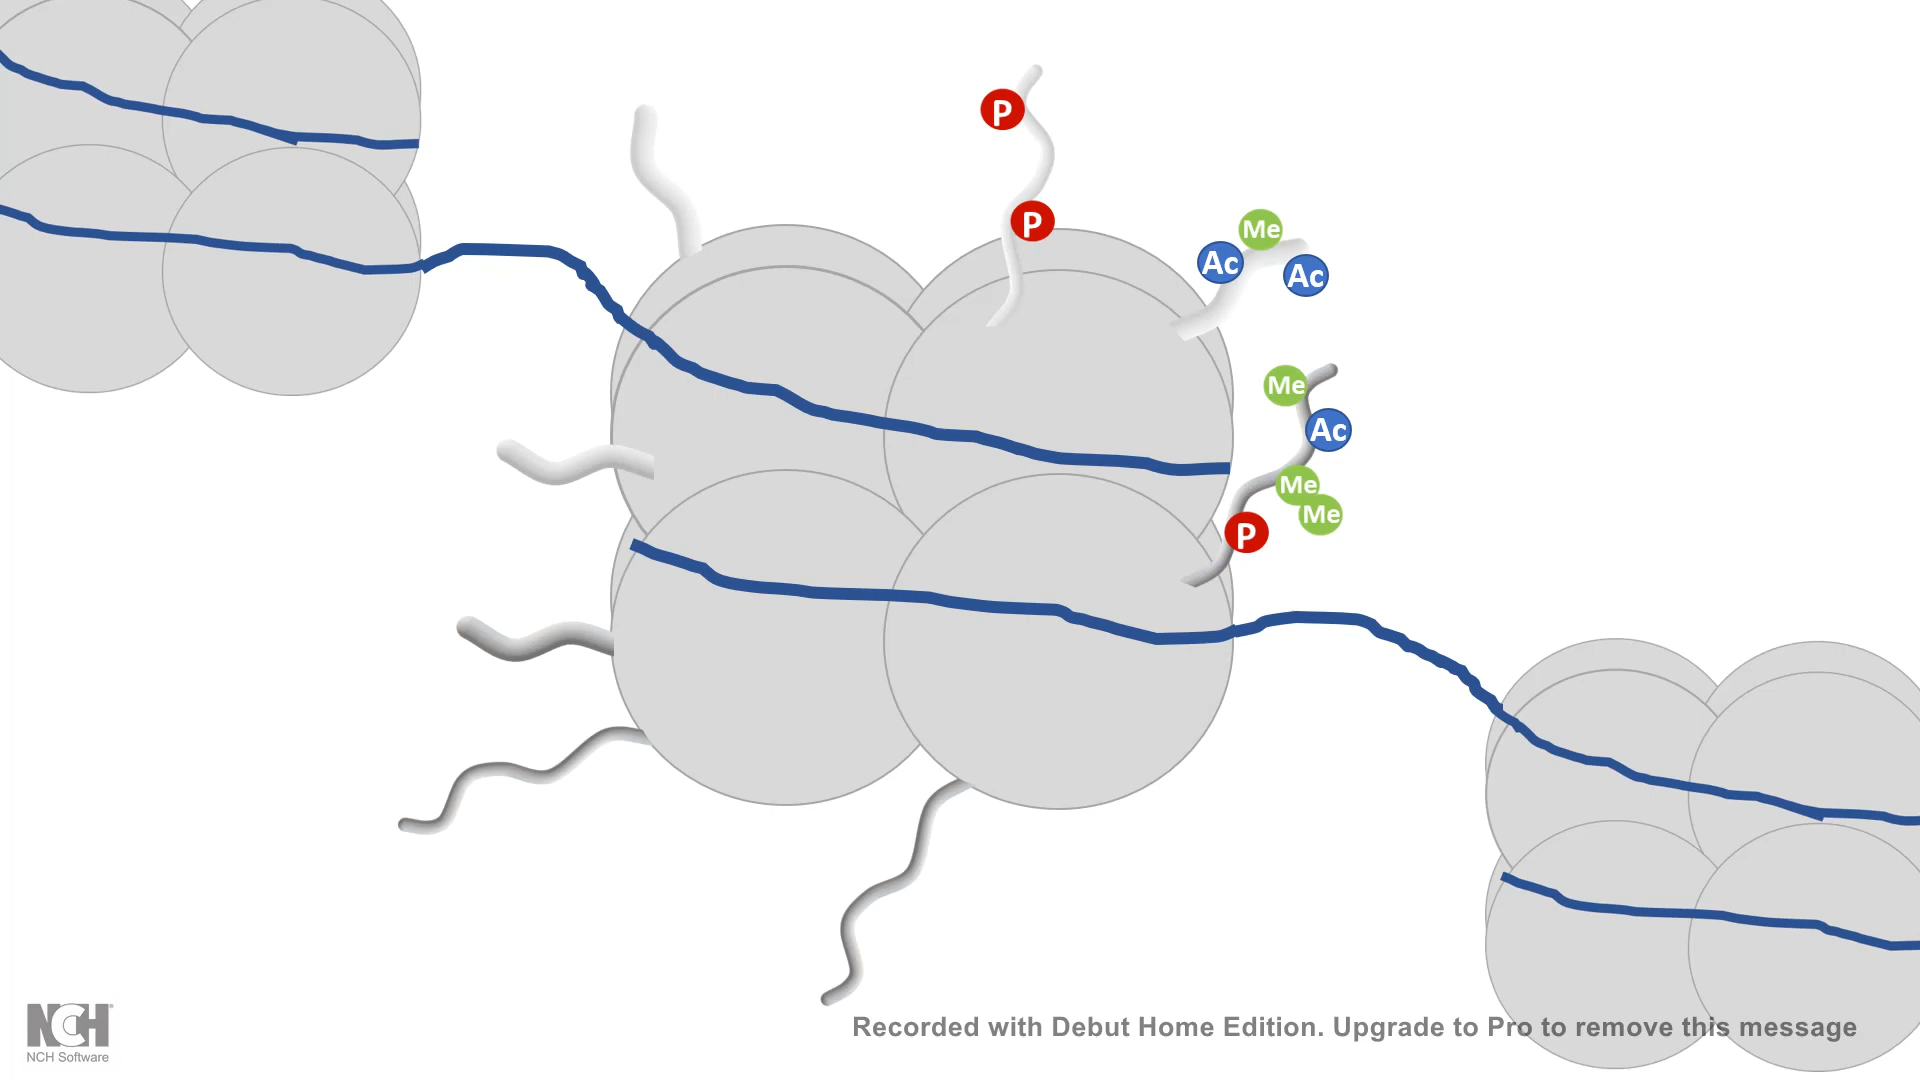 P
P
Me
Ac
Ac
Me
Ac
Me
Me
P
NCH®
NCH Software
Recorded with Debut Home Edition. Upgrade to Pro to remove this message